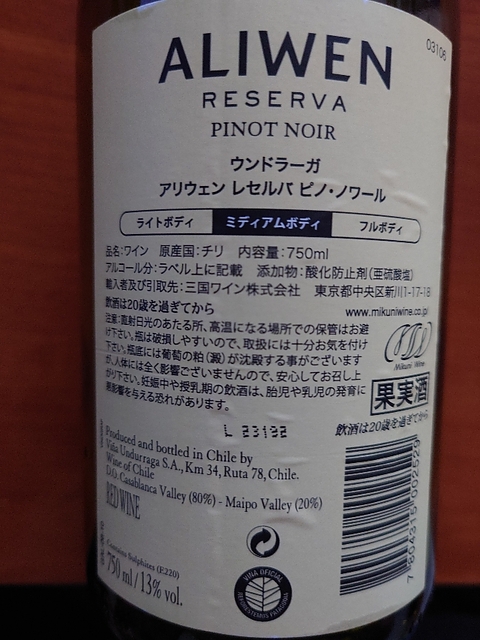 03106
ALIWEN
RESERVA
PINOT NOIR
ウンドラーガ
アリウェン レセルバ ピノ・ノワール
ライトボディ ミディアムボディ フルボディ
品名:ワイン 原産国:チリ 内容量:750ml
アルコール分:ラベル上に記載 添加物:酸化防止剤(亜硫酸塩)
輸入者及び引取先:三国ワイン株式会社 東京都中央区新川1-17-18
飲酒は20歳を過ぎてから www.mikuniwine.co.jp/
注意:直射日光のあたる所、高温になる場所での保管はお避
け下さい。瓶は破損しやすいので、取扱には十分お気を付け
下さい。瓶底には葡萄の粕(澱)が沈殿する事がございます
が、人体には全く影響ございませんので、安心してお召し上
がり下さい。妊娠中や授乳期の飲酒は、胎児や乳児の発育に
悪影響を与える恐れがあります。
Mikuni Wine
果実酒
L 23192
飲酒は20歳を過ぎてから
Produced and bottled in Chile by
Viña Undurraga S.A., Km 34, Ruta 78, Chile.
Wine of Chile
D.O. Casablanca Valley (80%) - Maipo Valley (20%)
RED WINE
Contains Sulphites (E220)
750 ml / 13% vol.
VIÑA OFICIAL
REFORESTEMOS PATAGONIA
7 804315 002529